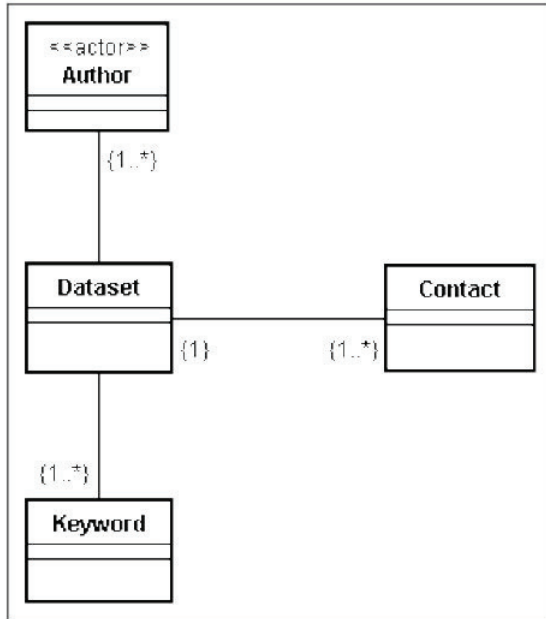 <<actor>>
Author
{1..*}
Dataset
Contact
{1}
{1..*}
{1..*}
Keyword